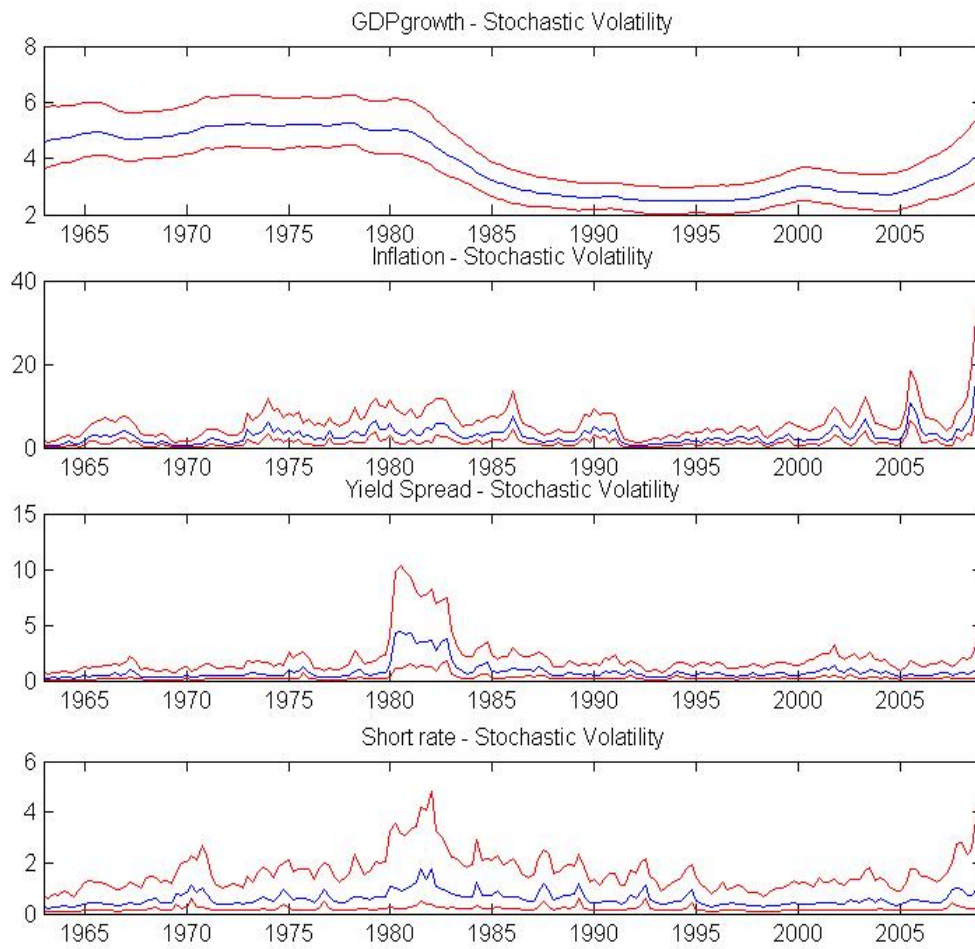 GDPgrowth - Stochastic Volatility
8
6
4
2
1965 1970 1975 1980 1985 1990 1995 2000 2005
Inflation - Stochastic Volatility
40
20
0
1965 1970 1975 1980 1985 1990 1995 2000 2005
Yield Spread - Stochastic Volatility
15
10
5
0
1965 1970 1975 1980 1985 1990 1995 2000 2005
Short rate - Stochastic Volatility
6
4
2
0
1965 1970 1975 1980 1985 1990 1995 2000 2005